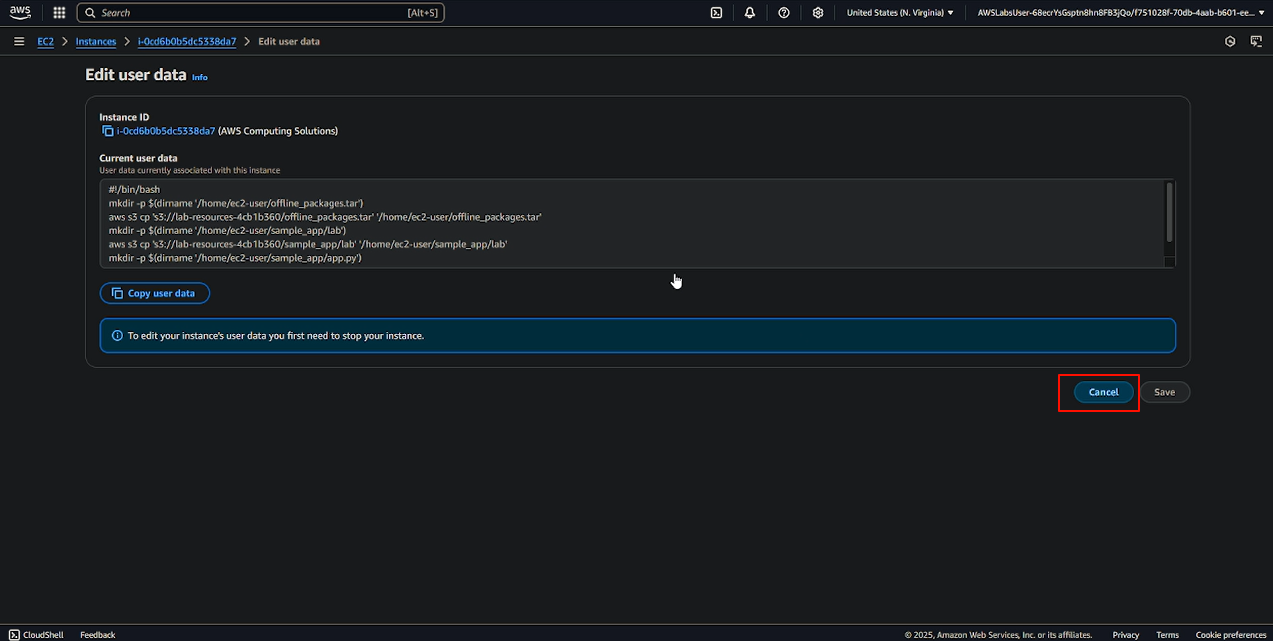 aws
Search [Alt+S]
United States (N. Virginia)
AWSLabsUser-68ecrYsGsptn8hn8FB3jQo/f751028f-70db-4aab-b601-ee...
EC2 > Instances > i-0cd6b0b5dc5338da7 > Edit user data
Edit user data Info
Instance ID
i-0cd6b0b5dc5338da7 (AWS Computing Solutions)
Current user data
User data currently associated with this instance
#!/bin/bash
mkdir -p $(dirname '/home/ec2-user/offline_packages.tar')
aws s3 cp 's3://lab-resources-4cb1b360/offline_packages.tar' '/home/ec2-user/offline_packages.tar'
mkdir -p $(dirname '/home/ec2-user/sample_app/lab')
aws s3 cp 's3://lab-resources-4cb1b360/sample_app/lab' '/home/ec2-user/sample_app/lab'
mkdir -p $(dirname '/home/ec2-user/sample_app/app.py')
Copy user data
To edit your instance's user data you first need to stop your instance.
Cancel Save
CloudShell Feedback
© 2025, Amazon Web Services, Inc. or its affiliates. Privacy Terms Cookie preferences